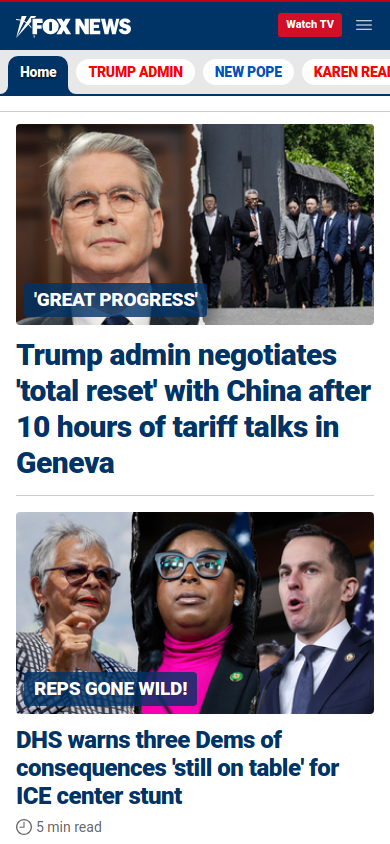 FOX NEWS
Watch TV
Home
TRUMP ADMIN
NEW POPE
KAREN REA
'GREAT PROGRESS'
Trump admin negotiates
'total reset' with China after
10 hours of tariff talks in
Geneva
REPS GONE WILD!
DHS warns three Dems of
consequences 'still on table' for
ICE center stunt
5 min read